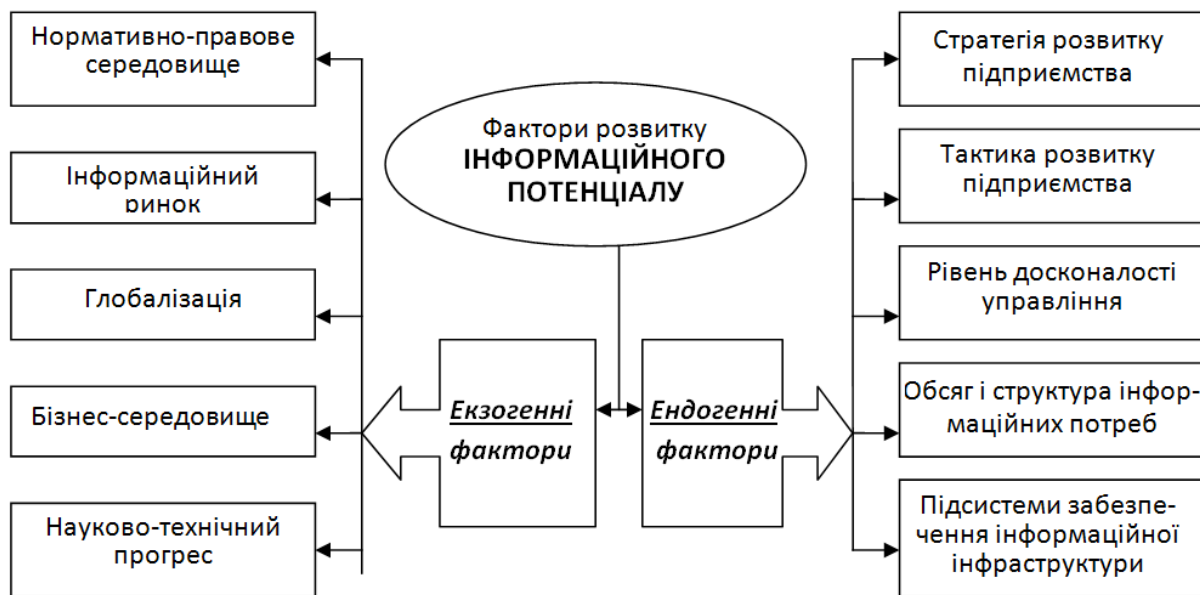 Нормативно-правове
середовище
Інформаційний
ринок
Глобалізація
Бізнес-середовище
Науково-технічний
прогрес
Фактори розвитку
ІНФОРМАЦІЙНОГО
ПОТЕНЦІАЛУ
Екзогенні
фактори
Ендогенні
фактори
Стратегія розвитку
підприємства
Тактика розвитку
підприємства
Рівень досконалості
управління
Обсяг і структура інфор-
маційних потреб
Підсистеми забезпе-
чення інформаційної
інфраструктури